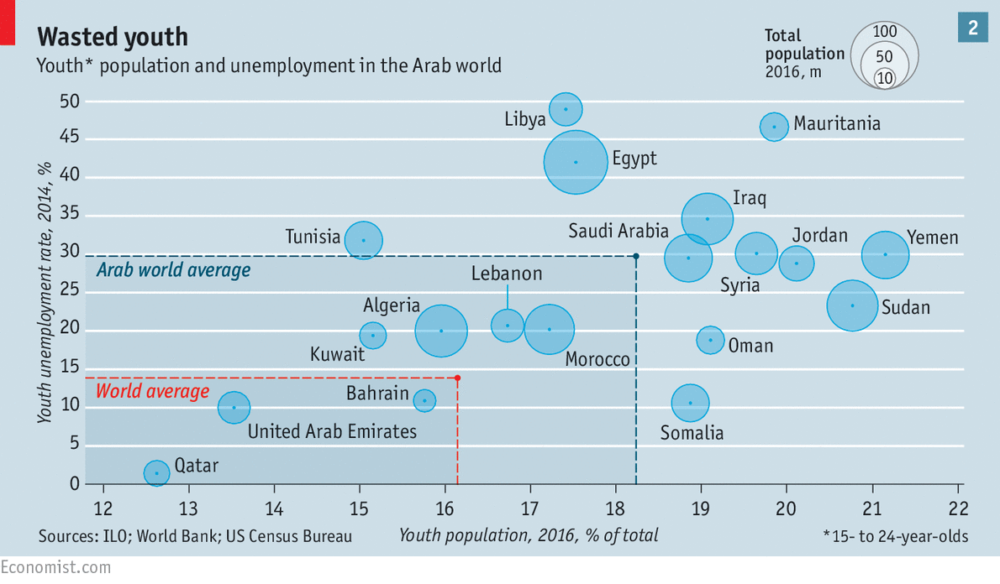 Wasted youth
Youth* population and unemployment in the Arab world
Total
population
2016, m
100
50
10
2
Youth unemployment rate, 2014, %
50
45
40
35
30
25
20
15
10
5
0
Libya
Mauritania
Egypt
Iraq
Saudi Arabia
Tunisia
Jordan
Yemen
Arab world average
Lebanon
Syria
Algeria
Sudan
Kuwait
Oman
Morocco
World average
Bahrain
United Arab Emirates
Somalia
Qatar
12 13 14 15 16 17 18 19 20 21 22
Sources: ILO; World Bank; US Census Bureau
Youth population, 2016, % of total
*15- to 24-year-olds
Economist.com